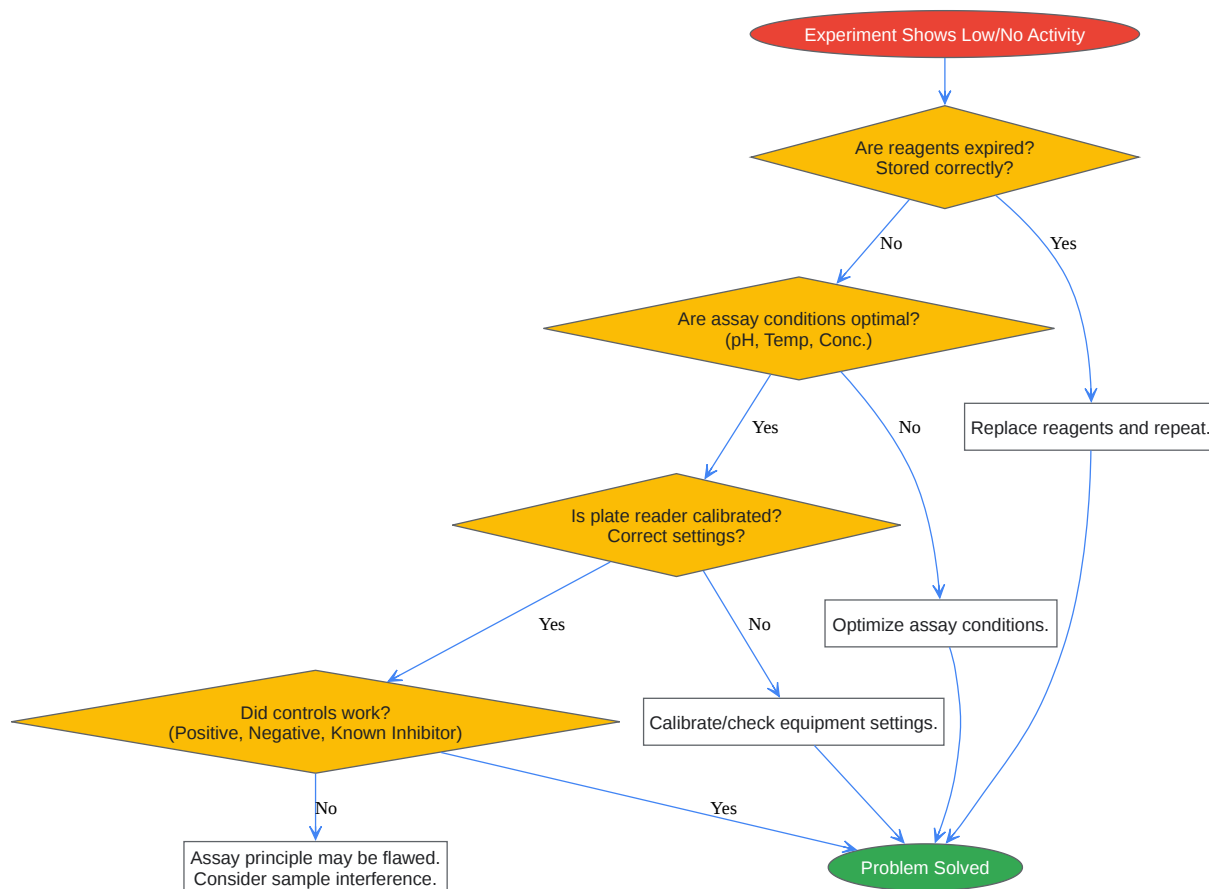 Experiment Shows Low/No Activity
Are reagents expired?
Stored correctly?
No
Yes
Are assay conditions optimal?
(pH, Temp, Conc.)
Yes
No
Replace reagents and repeat.
Is plate reader calibrated?
Correct settings?
Yes
No
Optimize assay conditions.
Did controls work?
(Positive, Negative, Known Inhibitor)
Calibrate/check equipment settings.
No
Yes
Assay principle may be flawed.
Consider sample interference.
Problem Solved